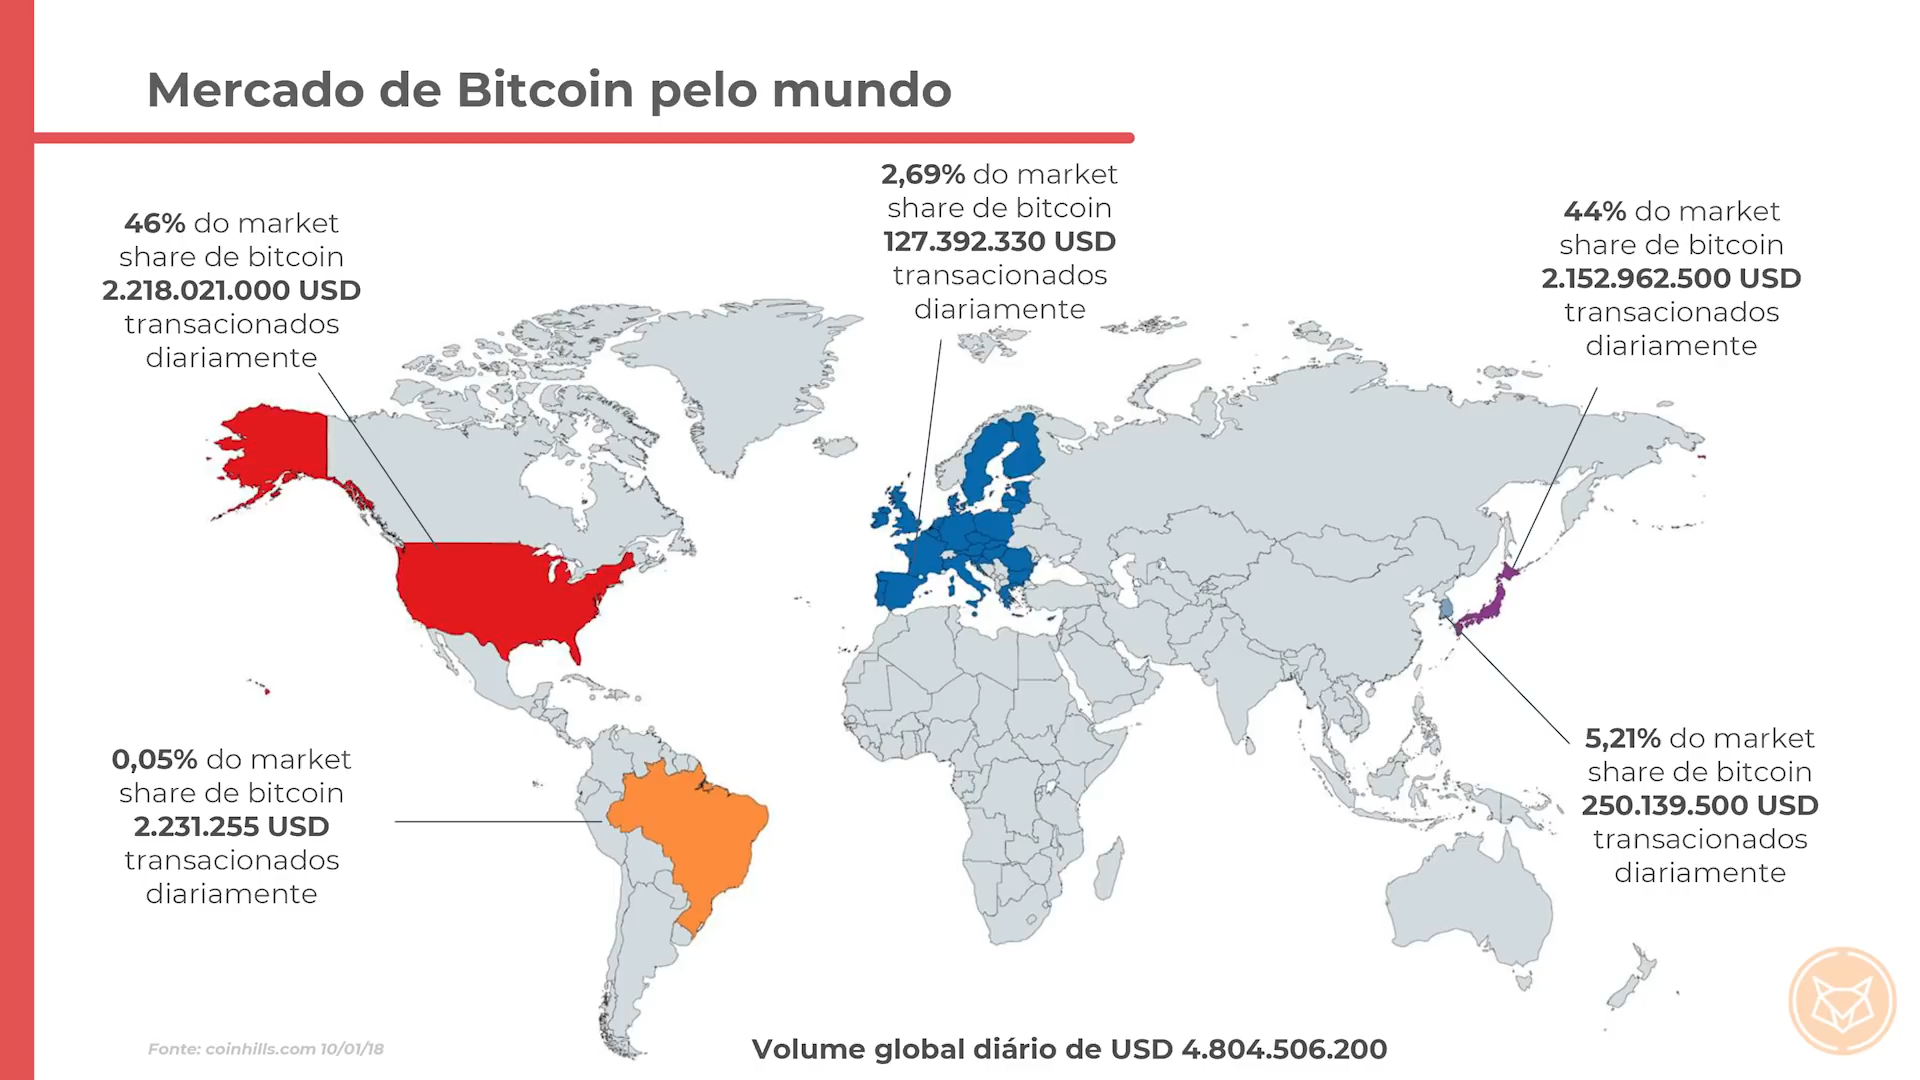 Mercado de Bitcoin pelo mundo
46% do market
share de bitcoin
2.218.021.000 USD
transacionados
diariamente
2,69% do market
share de bitcoin
127.392.330 USD
transacionados
diariamente
44% do market
share de bitcoin
2.152.962.500 USD
transacionados
diariamente
0,05% do market
share de bitcoin
2.231.255 USD
transacionados
diariamente
5,21% do market
share de bitcoin
250.139.500 USD
transacionados
diariamente
Fonte: coinhills.com 10/01/18
Volume global diário de USD 4.804.506.200